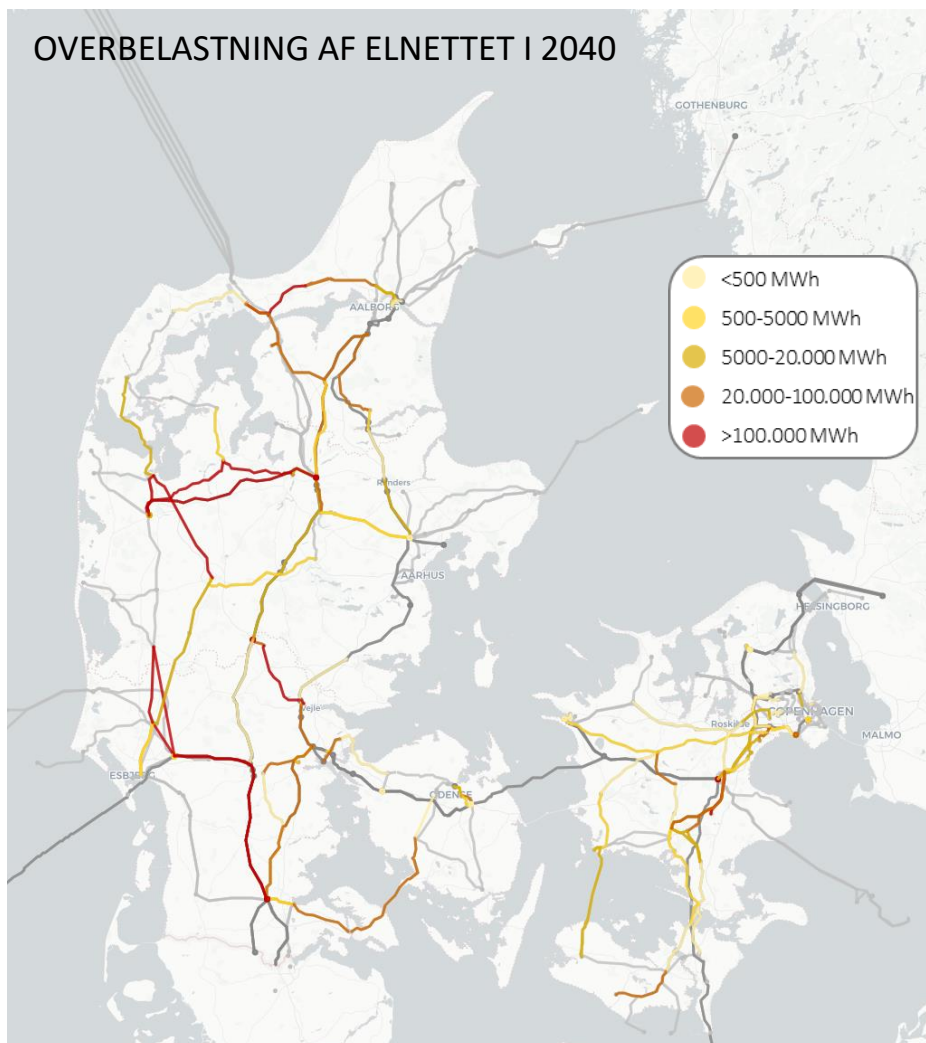 OVERBELASTNING AF ELNETTET I 2040
GOTHENBURG
<500 MWh
500-5000 MWh
5000-20.000 MWh
20.000-100.000 MWh
>100.000 MWh
AALBORG
Randers
AARHUS
HELSINGBORG
Vejle
Roskilde
COPENHAGEN
MALMO
ESBJERG
ODENSE